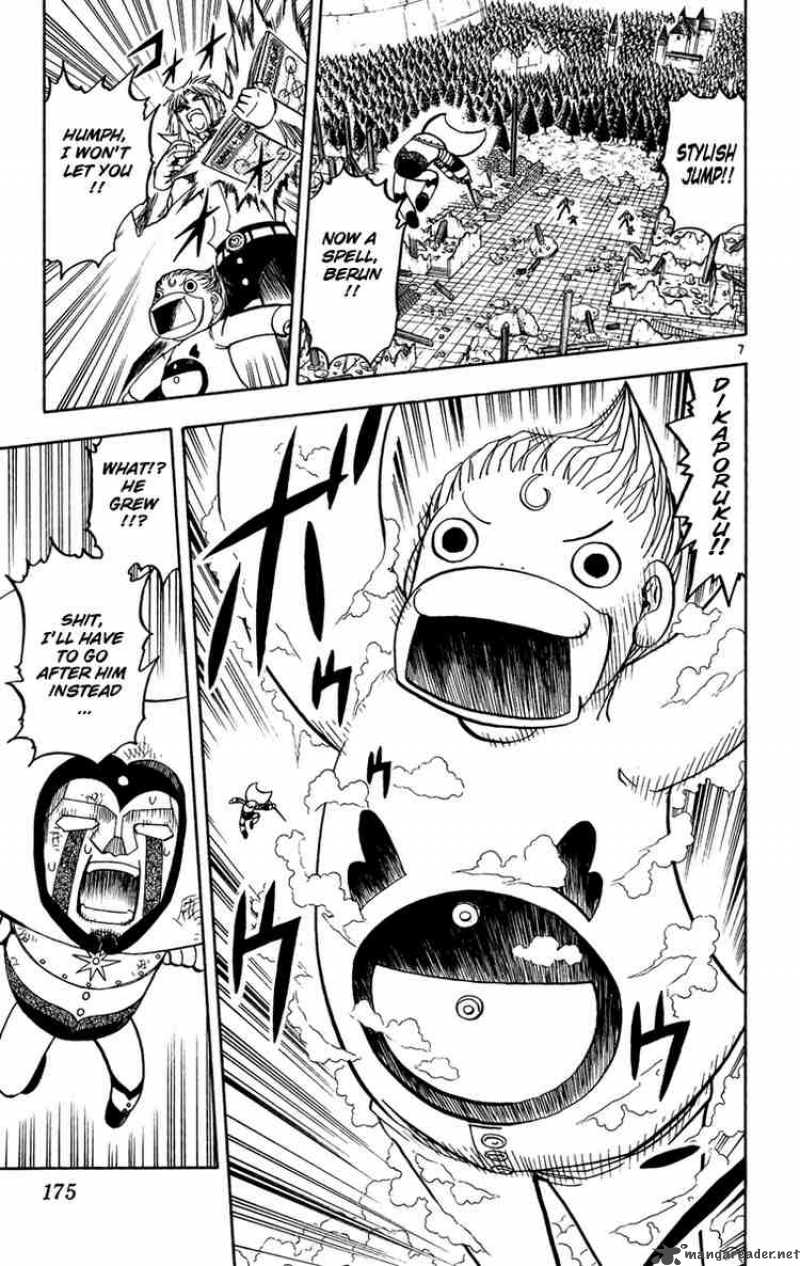 STYLISH
JUMP!!
NOW A
SPELL,
BERUN
!!
HUMPH,
I WON'T
LET YOU
!!
7
DIKAPORUKU!!
WHAT!?
HE
GREW
!!?
SHIT,
I'LL HAVE
TO GO
AFTER HIM
INSTEAD
...
175
mangareader.net